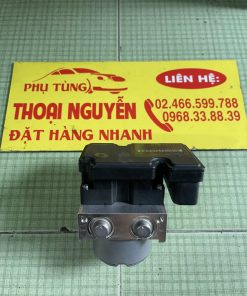 PHỤ TÙNG
LIÊN HỆ:
THOẠI NGUYỄN
02.466.599.788
0968.33.88.39
ĐẶT HÀNG NHANH